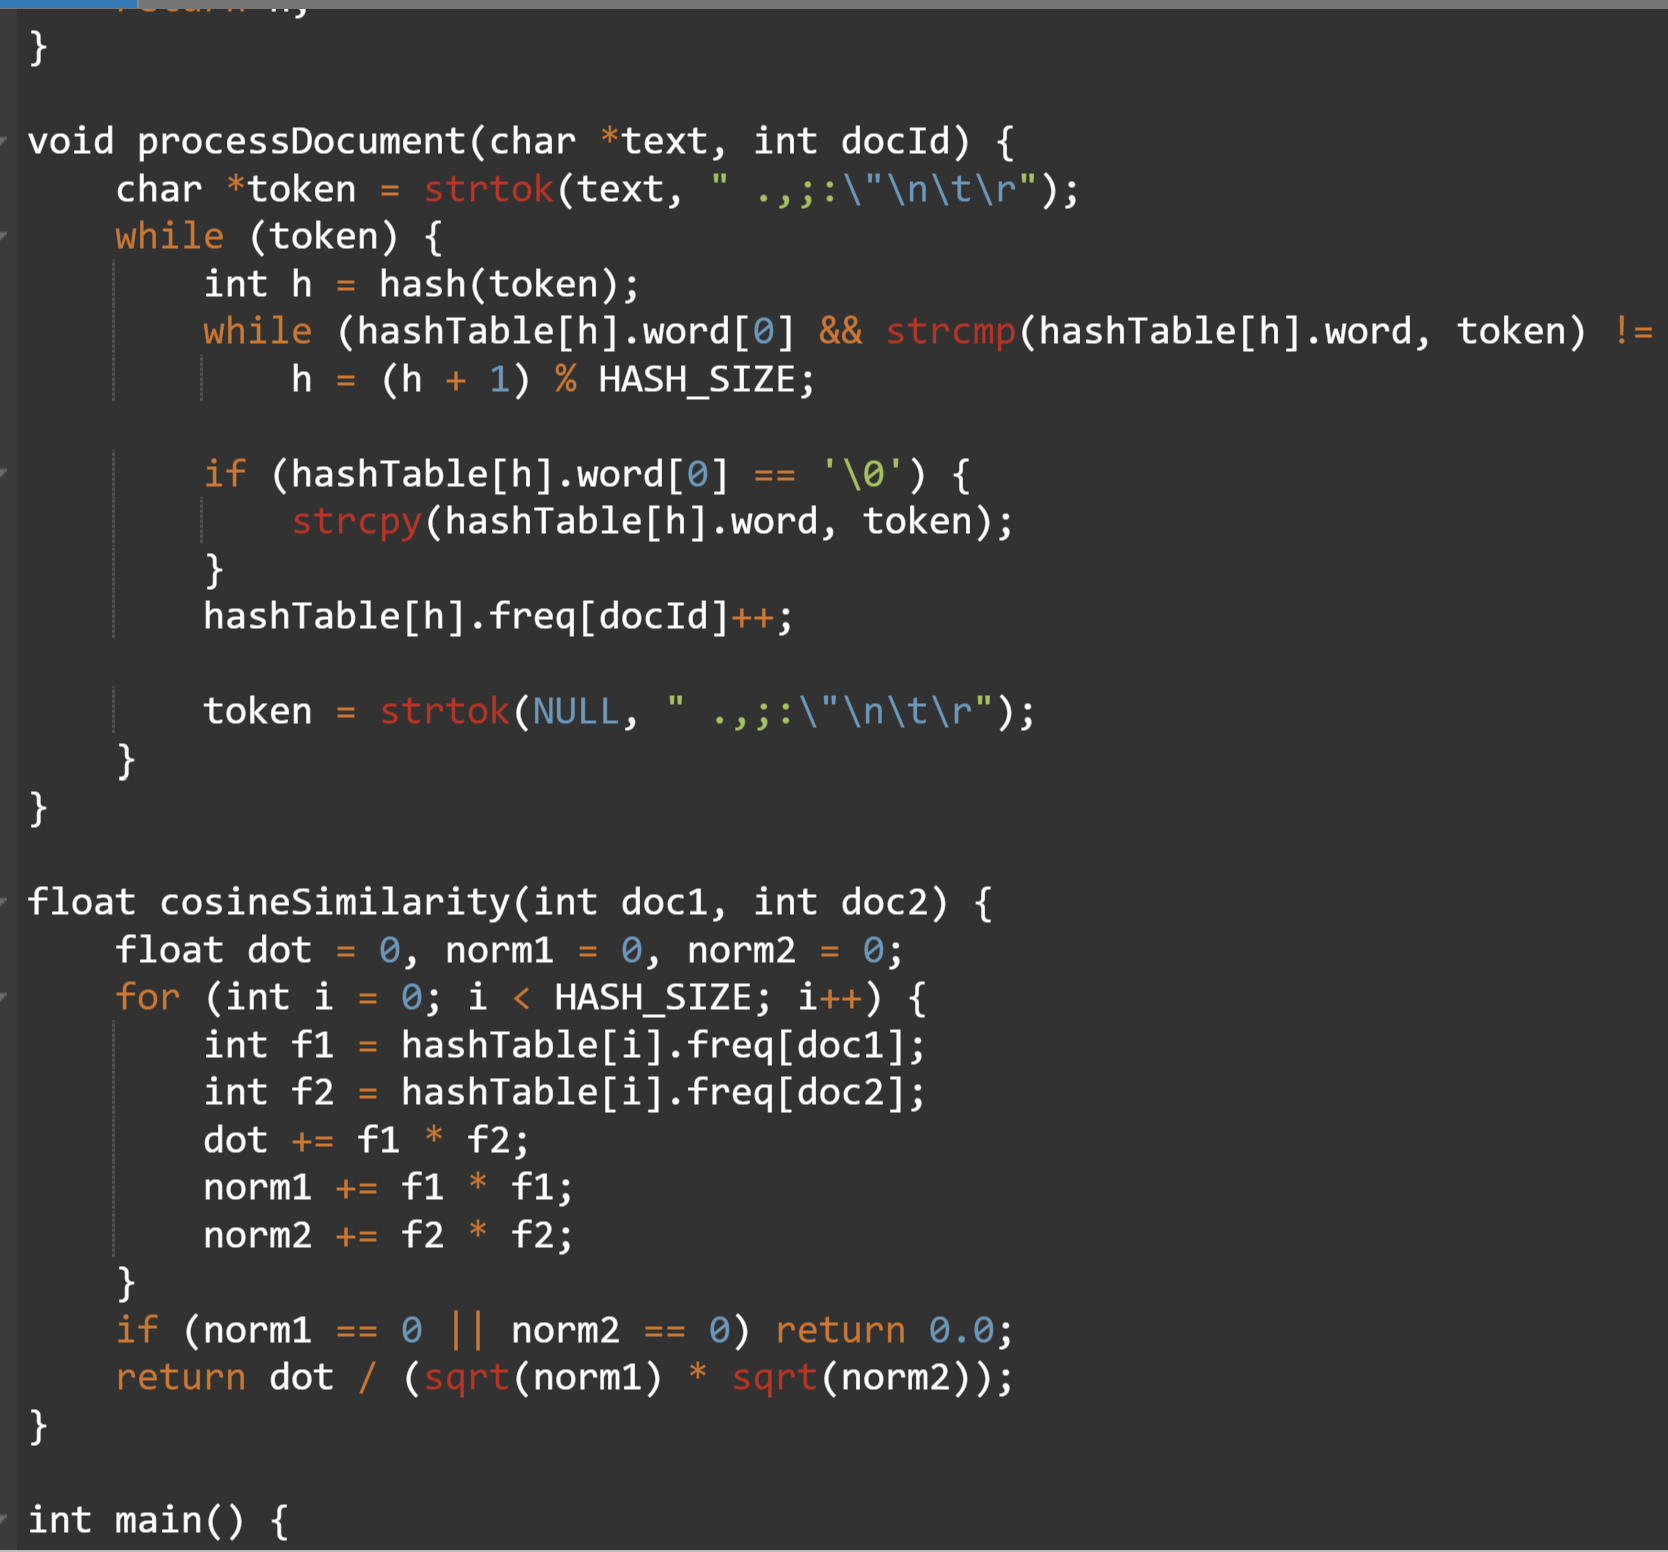 }
void processDocument(char *text, int docId) {
    char *token = strtok(text, " .,;:\"\n\t\r");
    while (token) {
        int h = hash(token);
        while (hashTable[h].word[0] && strcmp(hashTable[h].word, token) !=
            h = (h + 1) % HASH_SIZE;
        if (hashTable[h].word[0] == '\0') {
            strcpy(hashTable[h].word, token);
        }
        hashTable[h].freq[docId]++;
        token = strtok(NULL, " .,;:\"\n\t\r");
    }
}
float cosineSimilarity(int doc1, int doc2) {
    float dot = 0, norm1 = 0, norm2 = 0;
    for (int i = 0; i < HASH_SIZE; i++) {
        int f1 = hashTable[i].freq[doc1];
        int f2 = hashTable[i].freq[doc2];
        dot += f1 * f2;
        norm1 += f1 * f1;
        norm2 += f2 * f2;
    }
    if (norm1 == 0 || norm2 == 0) return 0.0;
    return dot / (sqrt(norm1) * sqrt(norm2));
}
int main() {